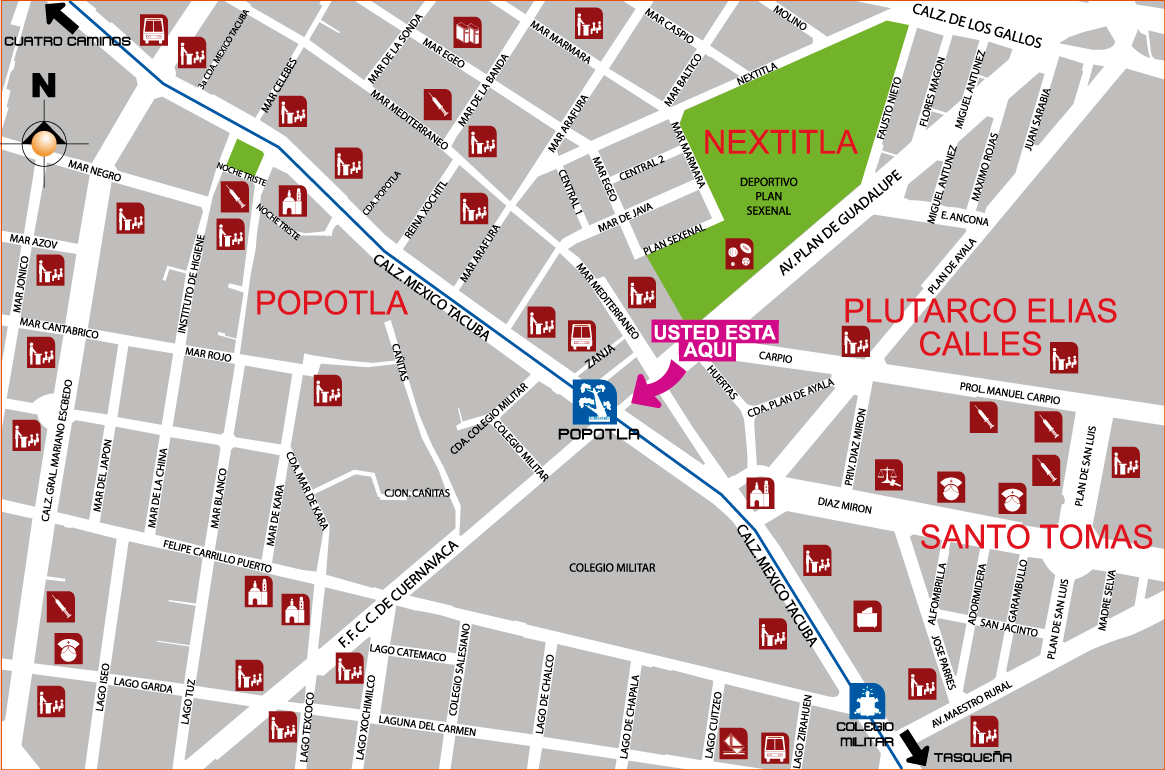 CUATRO CAMINOS
N
3a CDA. MEXICO TACUBA
MAR CELEBES
MAR DE LA SONDA
MAR EGEO
MAR MARMARA
MAR CASPIO
MOLINO
CALZ. DE LOS GALLOS
MAR DE LA BANDA
MAR BALTICO
NEXTITLA
FAUSTO NIETO
FLORES MAGON
MIGUEL ANTUNEZ
JUAN SARABIA
MAR MEDITERRANEO
MAR ARAFURA
MAR MARMARA
NEXTITLA
DEPORTIVO
PLAN
SEXENAL
MIGUEL ANTUNEZ
MAXIMO ROJAS
MAR NEGRO
NOCHE TRISTE
NOCHE TRISTE
CDA. POPOTLA
REINA XOCHITL
CENTRAL 1
MAR EGEO
CENTRAL 2
MAR DE JAVA
PLAN SEXENAL
AV. PLAN DE GUADALUPE
E. ANCONA
MAR AZOV
MAR JONICO
INSTITUTO DE HIGIENE
MAR ARAFURA
PLAN DE AYALA
POPOTLA
CALZ. MEXICO TACUBA
MAR MEDITERRANEO
PLUTARCO ELIAS
CALLES
MAR CANTABRICO
MAR ROJO
CAÑITAS
ZANJA
USTED ESTA
AQUI
CARPIO
HUERTAS
CDA. PLAN DE AYALA
PROL. MANUEL CARPIO
CALZ. GRAL. MARIANO ESCBEDO
CDA. COLEGIO MILITAR
COLEGIO MILITAR
POPOTLA
PRIV. DIAZ MIRON
PLAN DE SAN LUIS
MAR DEL JAPON
MAR DE LA CHINA
MAR BLANCO
MAR DE KARA
CDA. MAR DE KARA
CJON. CAÑITAS
DIAZ MIRON
SANTO TOMAS
FELIPE CARRILLO PUERTO
F.F.C.C. DE CUERNAVACA
COLEGIO MILITAR
CALZ. MEXICO TACUBA
ALFOMBRILLA
ADORMIDERA
GARAMBULLO
PLAN DE SAN LUIS
MADRE SELVA
SAN JACINTO
JOSE PARRES
LAGO CATEMACO
COLEGIO SALESIANO
LAGO ISEO
LAGO GARDA
LAGO TUZ
LAGO TEXCOCO
LAGO XOCHIMILCO
LAGUNA DEL CARMEN
LAGO DE CHALCO
LAGO DE CHAPALA
LAGO CUITZEO
LAGO ZIRAHUEN
COLEGIO
MILITAR
AV. MAESTRO RURAL
TASQUEÑA